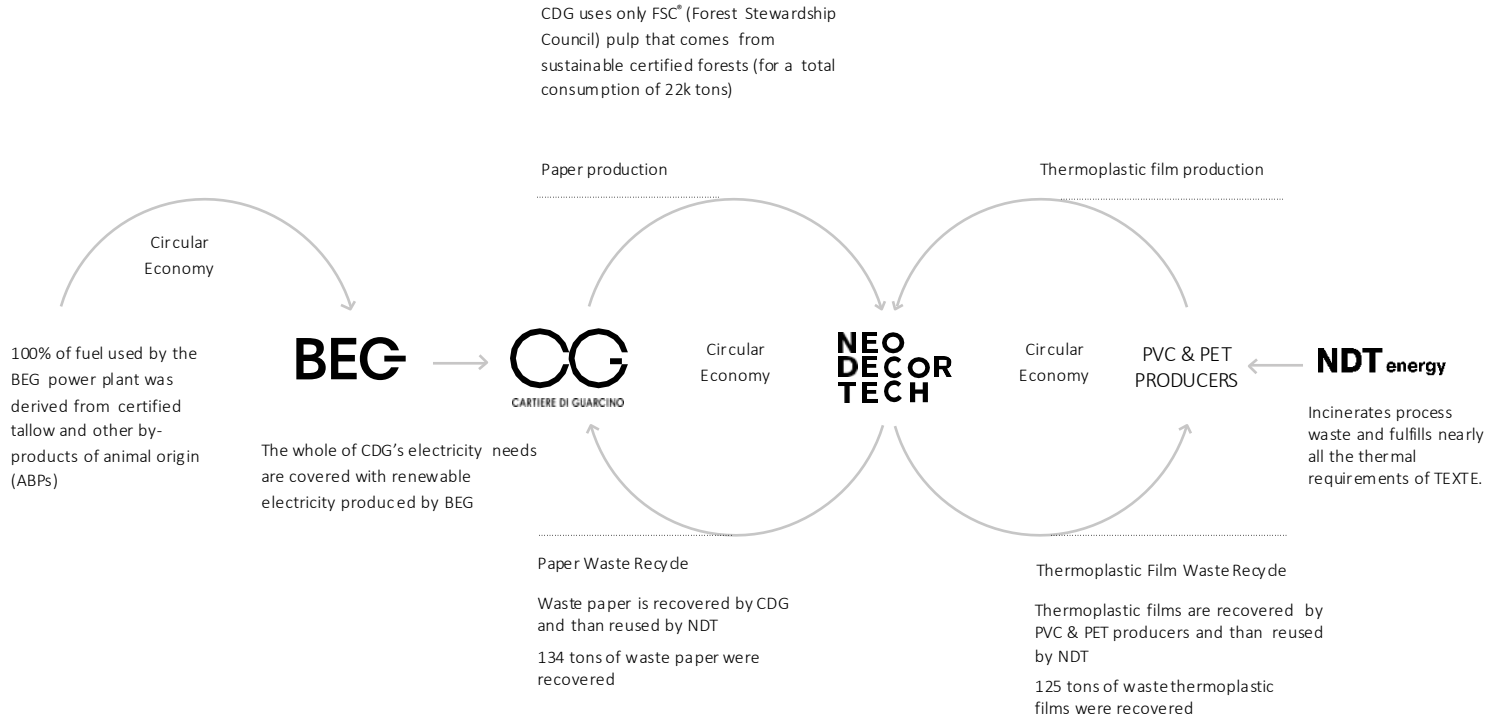 CDG uses only FSC® (Forest Stewardship
Council) pulp that comes from
sustainable certified forests (for a total
consumption of 22k tons)
Paper production
Thermoplastic film production
Circular
Economy
100% of fuel used by the
BEG power plant was
derived from certified
tallow and other by-
products of animal origin
(ABPs)
BEG
The whole of CDG's electricity needs
are covered with renewable
electricity produced by BEG
CG
CARTIERE DI GUARCINO
Circular
Economy
NEO
DECOR
TECH
Circular
Economy
PVC & PET
PRODUCERS
NDT energy
Incinerates process
waste and fulfills nearly
all the thermal
requirements of TEXTE.
Paper Waste Recycle
Waste paper is recovered by CDG
and than reused by NDT
134 tons of waste paper were
recovered
Thermoplastic Film Waste Recycle
Thermoplastic films are recovered by
PVC & PET producers and than reused
by NDT
125 tons of waste thermoplastic
films were recovered